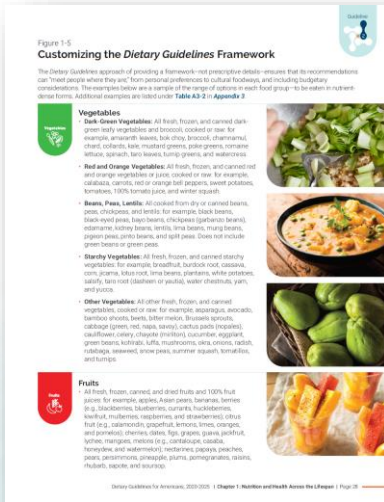 Guideline
Figure 1-5
Customizing the Dietary Guidelines Framework
The Dietary Guidelines approach of providing a framework—not prescriptive details—ensures that its recommendations
can "meet people where they are," from personal preferences to cultural foodways, and including budgetary
considerations. The examples below are a sample of the range of options in each food group—to be eaten in nutrient-
dense forms. Additional examples are listed under Table A3-2 in Appendix 3.
Vegetables
Vegetables
• Dark-Green Vegetables: All fresh, frozen, and canned dark-
green leafy vegetables and broccoli, cooked or raw: for
example, amaranth leaves, bok choy, broccoli, chamnamul,
chard, collards, kale, mustard greens, poke greens, romaine
lettuce, spinach, taro leaves, turnip greens, and watercress.
• Red and Orange Vegetables: All fresh, frozen, and canned red
and orange vegetables or juice, cooked or raw: for example,
calabaza, carrots, red or orange bell peppers, sweet potatoes,
tomatoes, 100% tomato juice, and winter squash.
• Beans, Peas, Lentils: All cooked from dry or canned beans,
peas, chickpeas, and lentils: for example, black beans,
black-eyed peas, bayo beans, chickpeas (garbanzo beans),
edamame, kidney beans, lentils, lima beans, mung beans,
pigeon peas, pinto beans, and split peas. Does not include
green beans or green peas.
• Starchy Vegetables: All fresh, frozen, and canned starchy
vegetables: for example, breadfruit, burdock root, cassava,
corn, jicama, lotus root, lima beans, plantains, white potatoes,
salsify, taro root (dasheen or yautia), water chestnuts, yam,
and yucca.
• Other Vegetables: All other fresh, frozen, and canned
vegetables, cooked or raw: for example, asparagus, avocado,
bamboo shoots, beets, bitter melon, Brussels sprouts,
cabbage (green, red, napa, savoy), cactus pads (nopales),
cauliflower, celery, chayote (mirliton), cucumber, eggplant,
green beans, kohlrabi, luffa, mushrooms, okra, onions, radish,
rutabaga, seaweed, snow peas, summer squash, tomatillos,
and turnips.
Fruits
Fruits
• All fresh, frozen, canned, and dried fruits and 100% fruit
juices: for example, apples, Asian pears, bananas, berries
(e.g., blackberries, blueberries, currants, huckleberries,
kiwifruit, mulberries, raspberries, and strawberries); citrus
fruit (e.g., calamondin, grapefruit, lemons, limes, oranges,
and pomelos); cherries, dates, figs, grapes, guava, jackfruit,
lychee, mangoes, melons (e.g., cantaloupe, casaba,
honeydew, and watermelon); nectarines, papaya, peaches,
pears, persimmons, pineapple, plums, pomegranates, raisins,
rhubarb, sapote, and soursop.
Dietary Guidelines for Americans, 2020-2025 | Chapter 1: Nutrition and Health Across the Lifespan | Page 28